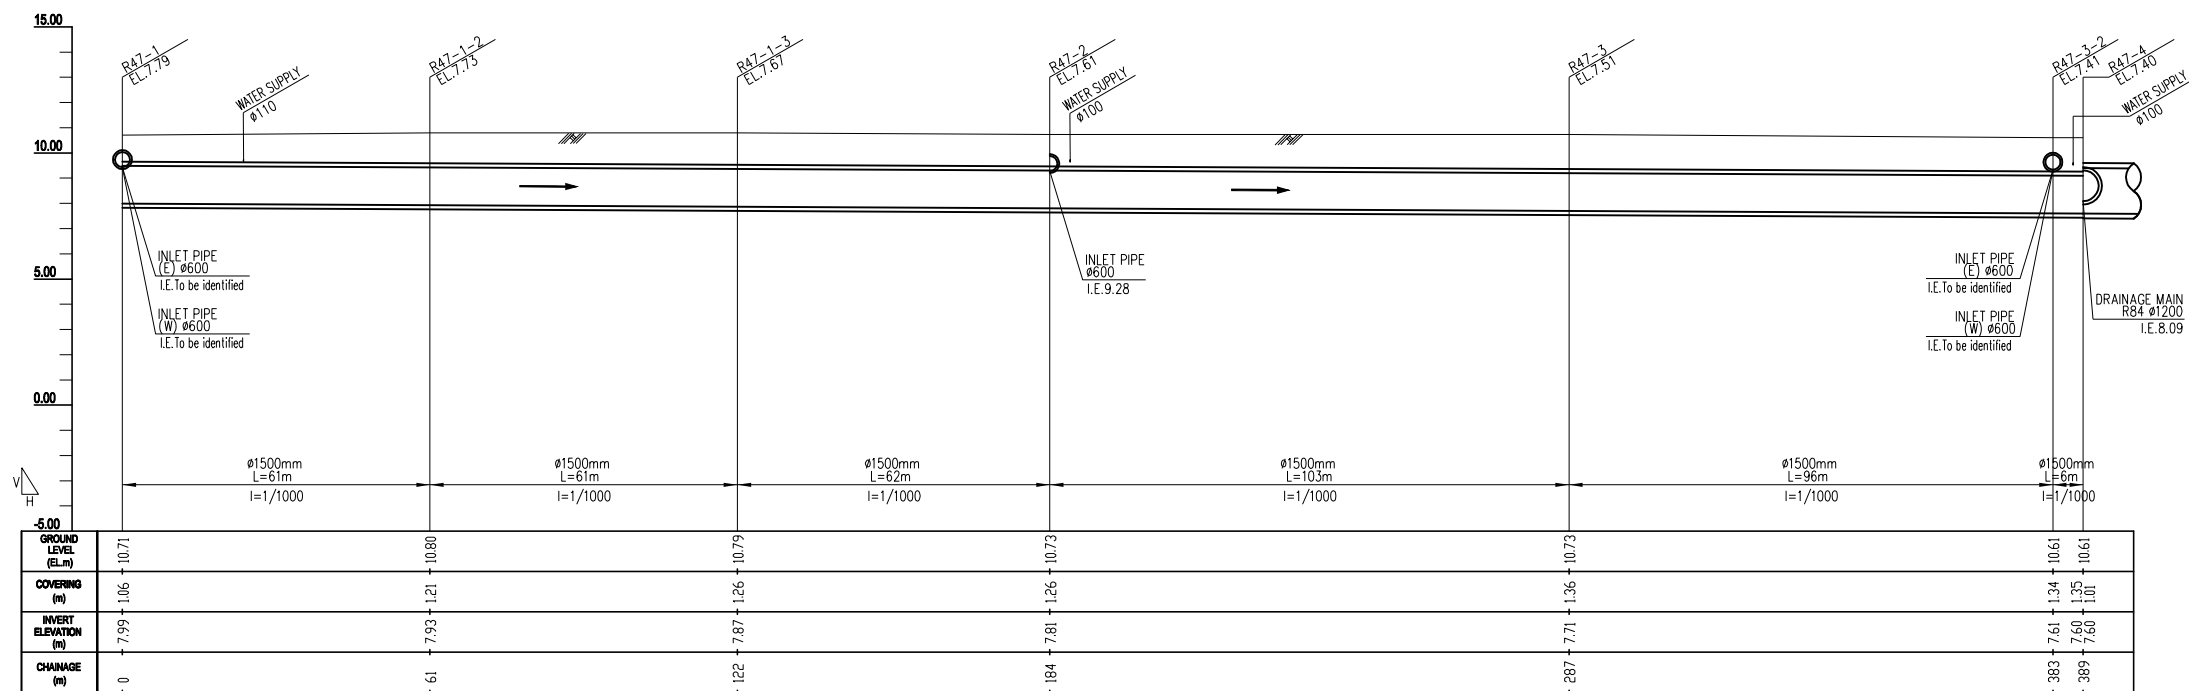 15.00
10.00
5.00
0.00
-5.00
R47-1
EL.7.79
R47-1-2
EL.7.73
R47-1-3
EL.7.67
R47-2
EL.7.61
R47-3
EL.7.51
R47-3-2
EL.7.41
R47-4
EL.7.40
WATER SUPPLY
ø110
WATER SUPPLY
ø100
WATER SUPPLY
ø100
INLET PIPE
(E) ø600
I.E.To be identified
INLET PIPE
(W) ø600
I.E.To be identified
INLET PIPE
ø600
I.E.9.28
INLET PIPE
(E) ø600
I.E.To be identified
INLET PIPE
(W) ø600
I.E.To be identified
DRAINAGE MAIN
R84 ø1200
I.E.8.09
V
H
ø1500mm
L=61m
I=1/1000
ø1500mm
L=61m
I=1/1000
ø1500mm
L=62m
I=1/1000
ø1500mm
L=103m
I=1/1000
ø1500mm
L=96m
I=1/1000
ø1500mm
L=6m
I=1/1000
GROUND
LEVEL
(EL.m)
10.71
10.80
10.79
10.73
10.73
10.61
10.61
COVERING
(m)
1.06
1.21
1.26
1.26
1.36
1.34
1.35
1.01
INVERT
ELEVATION
(m)
7.99
7.93
7.87
7.81
7.71
7.61
7.60
7.60
CHAINAGE
(m)
0
61
122
184
287
383
389